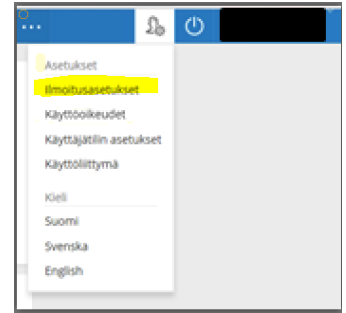 Asetukset
Ilmoitusasetukset
Käyttöoikeudet
Käyttäjätilin asetukset
Käyttöliittymä
Kieli
Suomi
Svenska
English